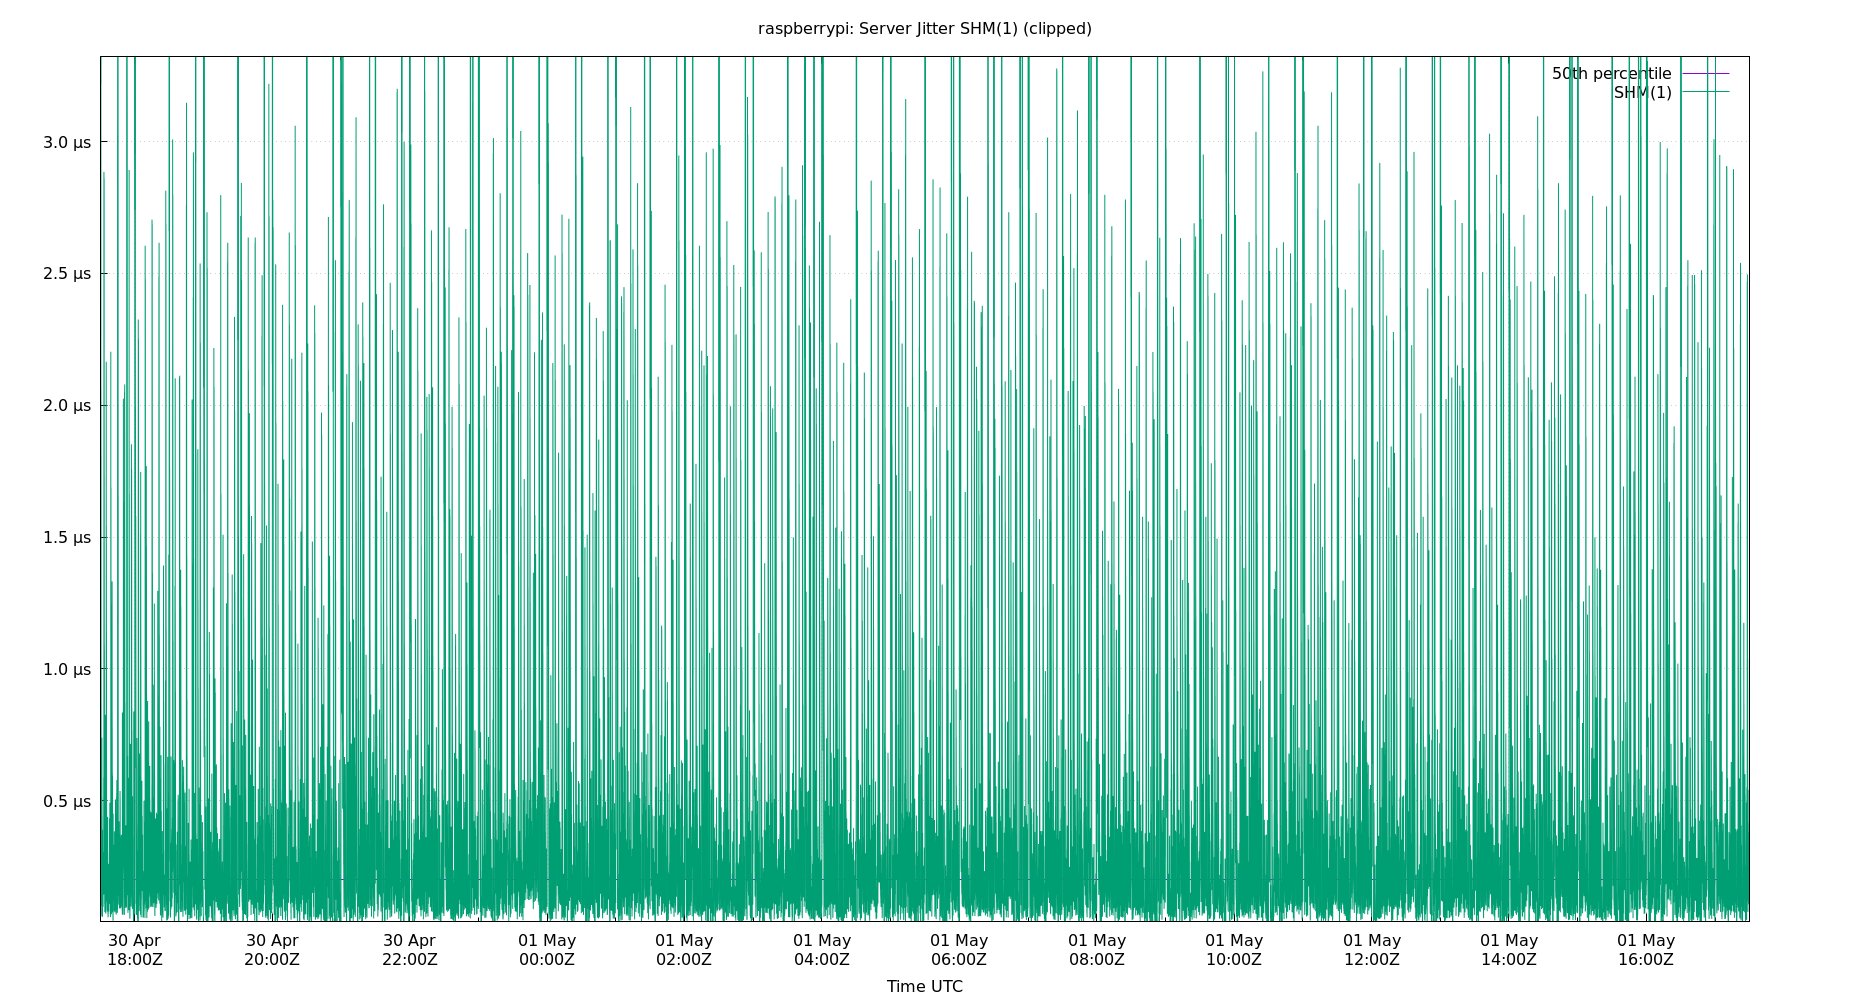 raspberrypi: Server Jitter SHM(1) (clipped)
50th percentile
SHM(1)
3.0 µs
2.5 µs
2.0 µs
1.5 µs
1.0 µs
0.5 µs
30 Apr 30 Apr 30 Apr 01 May 01 May 01 May 01 May 01 May 01 May 01 May 01 May 01 May
18:00Z 20:00Z 22:00Z 00:00Z 02:00Z 04:00Z 06:00Z 08:00Z 10:00Z 12:00Z 14:00Z 16:00Z
Time UTC